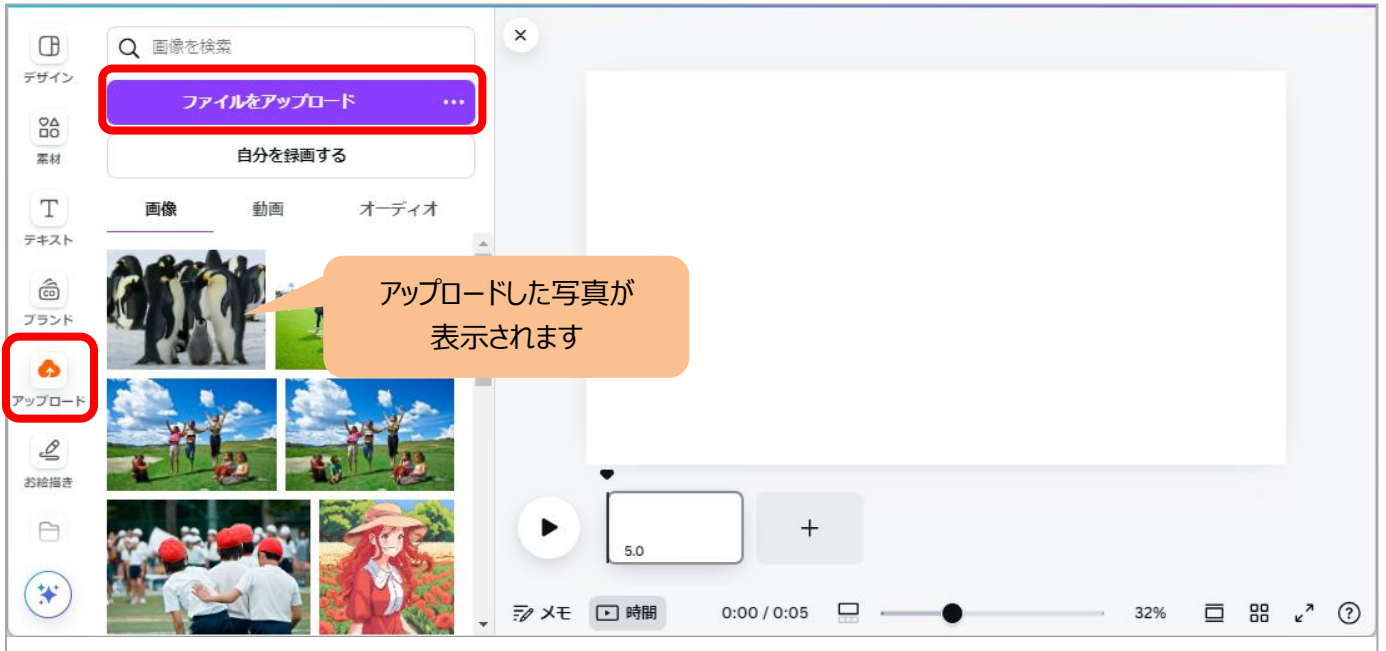 デザイン
素材
テキスト
CO
ブランド
アップロード
お絵描き
画像を検索
ファイルをアップロード ...
自分を録画する
画像 動画 オーディオ
アップロードした写真が
表示されます
5.0
メモ 時間 0:00 / 0:05 32% ?